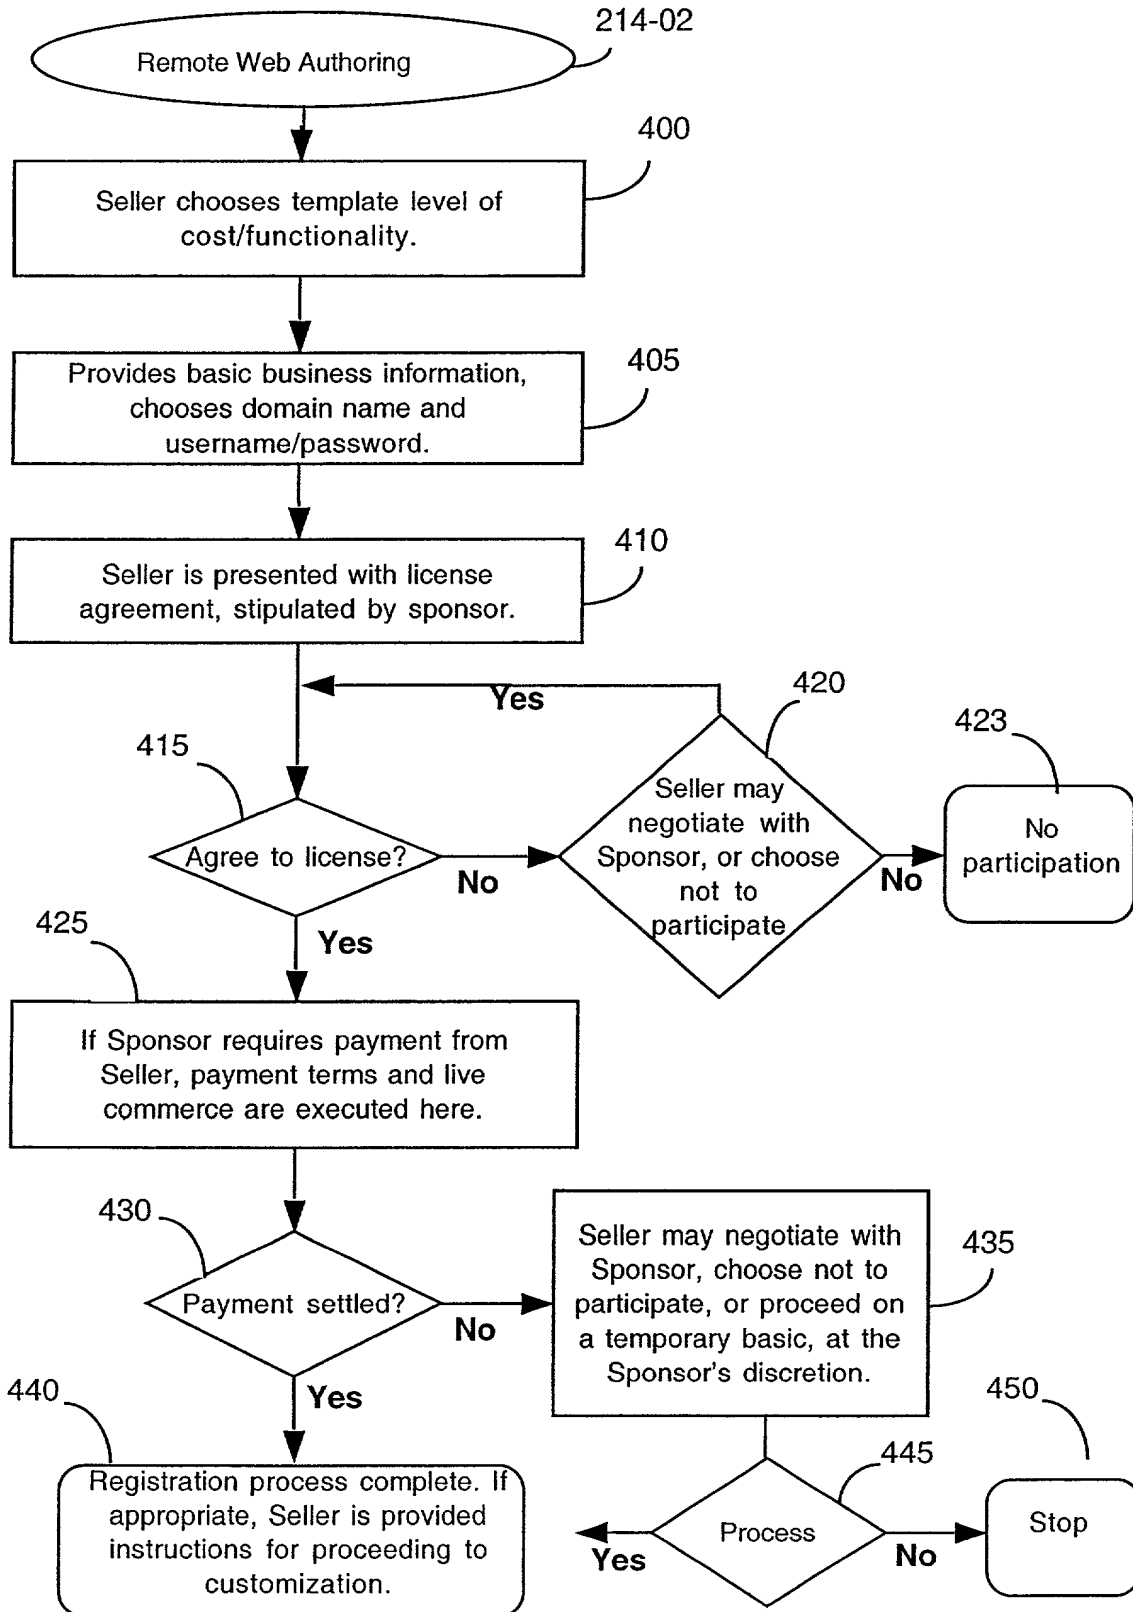 214-02
Remote Web Authoring
400
Seller chooses template level of
cost/functionality.
405
Provides basic business information,
chooses domain name and
username/password.
410
Seller is presented with license
agreement, stipulated by sponsor.
Yes
420
415
423
Agree to license?
No
Seller may
negotiate with
Sponsor, or choose
not to
participate
No
No
participation
Yes
425
If Sponsor requires payment from
Seller, payment terms and live
commerce are executed here.
430
Payment settled?
No
435
Seller may negotiate with
Sponsor, choose not to
participate, or proceed on
a temporary basic, at the
Sponsor's discretion.
Yes
440
Registration process complete. If
appropriate, Seller is provided
instructions for proceeding to
customization.
445
Process
Yes
No
450
Stop